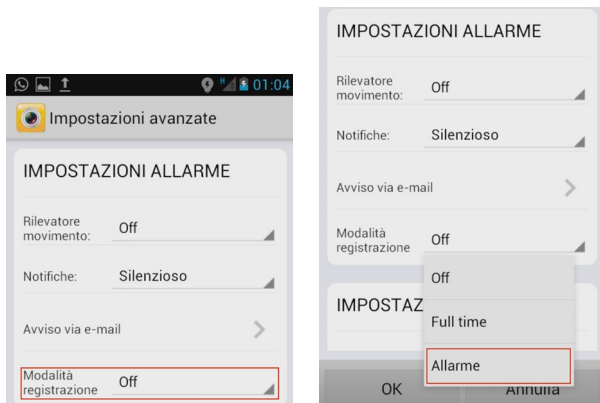 H 01:04
Impostazioni avanzate
IMPOSTAZIONI ALLARME
Rilevatore
movimento: Off
Notifiche: Silenzioso
Avviso via e-mail
Modalità
registrazione Off
IMPOSTAZIONI ALLARME
Rilevatore
movimento: Off
Notifiche: Silenzioso
Avviso via e-mail
Modalità
registrazione Off
Off
IMPOSTAZ
Full time
Allarme
OK Annulla